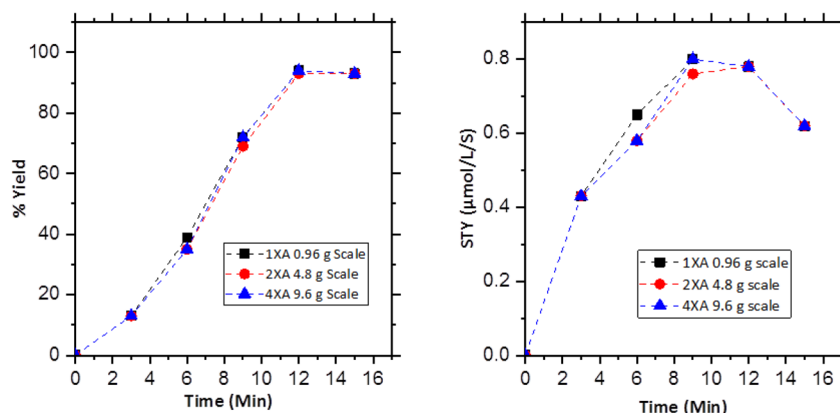 100
80
60
40
20
0
% Yield
0 2 4 6 8 10 12 14 16
Time (Min)
1XA 0.96 g Scale
2XA 4.8 g Scale
4XA 9.6 g Scale
0.8
0.6
0.4
0.2
0.0
STY (µmol/L/S)
0 2 4 6 8 10 12 14 16
Time (Min)
1XA 0.96 g scale
2XA 4.8 g scale
4XA 9.6 g scale